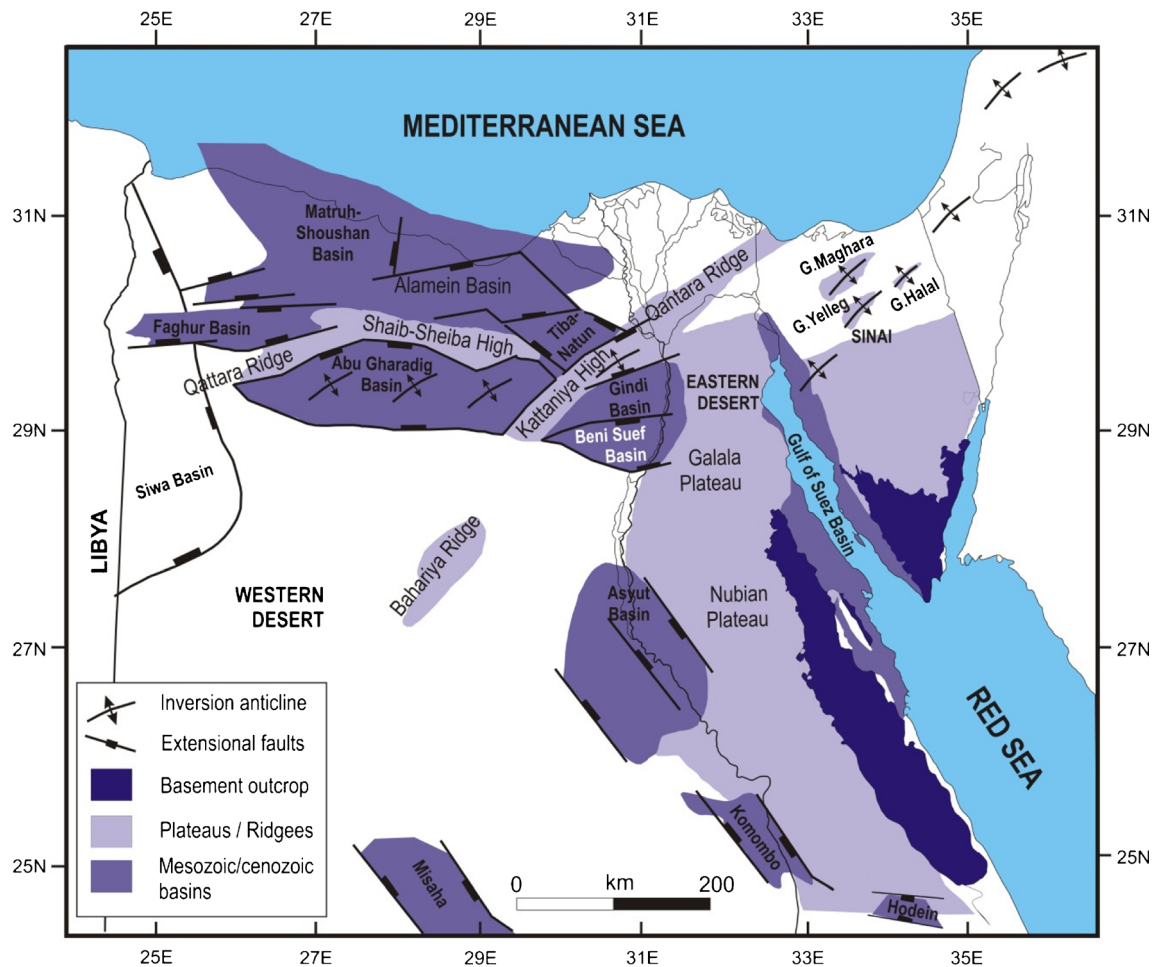 25E 27E 29E 31E 33E 35E
MEDITERRANEAN SEA
31N
31N
Matruh-
Shoushan
Basin
Alamein Basin
Qantara Ridge
G.Maghara
G.Halal
G.Yelleg
SINAI
Faghur Basin
Shaib-Sheiba High
Tiba-
Natun
Qattara Ridge
Abu Gharadig
Basin
Kattaniya High
Gindi
Basin
EASTERN
DESERT
29N
29N
Beni Suef
Basin
Galala
Plateau
Gulf of Suez Basin
Siwa Basin
LIBYA
Bahariya Ridge
WESTERN
DESERT
Asyut
Basin
Nubian
Plateau
27N
27N
RED SEA
Inversion anticline
Extensional faults
Basement outcrop
Plateaus / Ridgees
Mesozoic/cenozoic
basins
Komombo
25N
25N
Misaha
0 km 200
Hodein
25E 27E 29E 31E 33E 35E